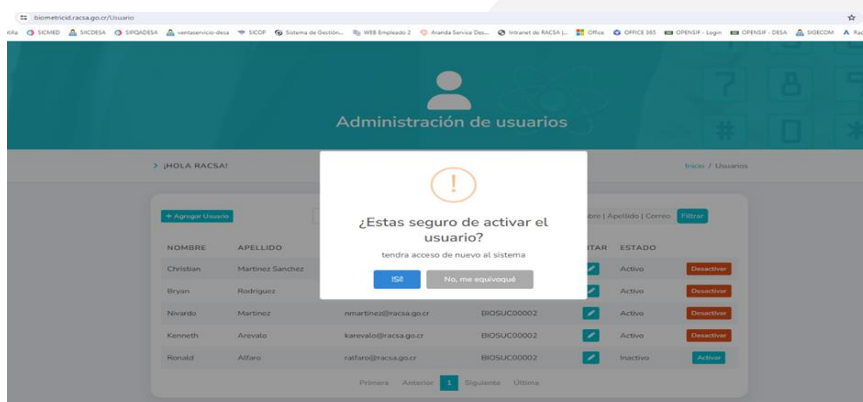 biometricid.racsa.go.cr/Usuario
SICMED SICDESA SIPQADESA ventaservicio-desa SICOP Sistema de Gestión... WEB Empleado 2 Aranda Service Des... Intranet de RACSA |... Office OFFICE 365 OPENSIF - Login OPENSIF - DESA SIGECOM
Administración de usuarios
¡HOLA RACSA!
Inicio / Usuarios
+ Agregar Usuario
| Apellido | Correo Filtrar
¿Estas seguro de activar el
usuario?
tendra acceso de nuevo al sistema
!Si! No, me equivoqué
NOMBRE APELLIDO ESTADO
Christian Martinez Sanchez Activo Desactivar
Bryan Rodriguez Activo Desactivar
Nivardo Martinez nmartinez@racsa.go.cr BIOSUC00002 Activo Desactivar
Kenneth Arevalo karevalo@racsa.go.cr BIOSUC00002 Activo Desactivar
Ronald Alfaro ralfaro@racsa.go.cr BIOSUC00002 Inactivo Activar
Primera Anterior 1 Siguiente Última